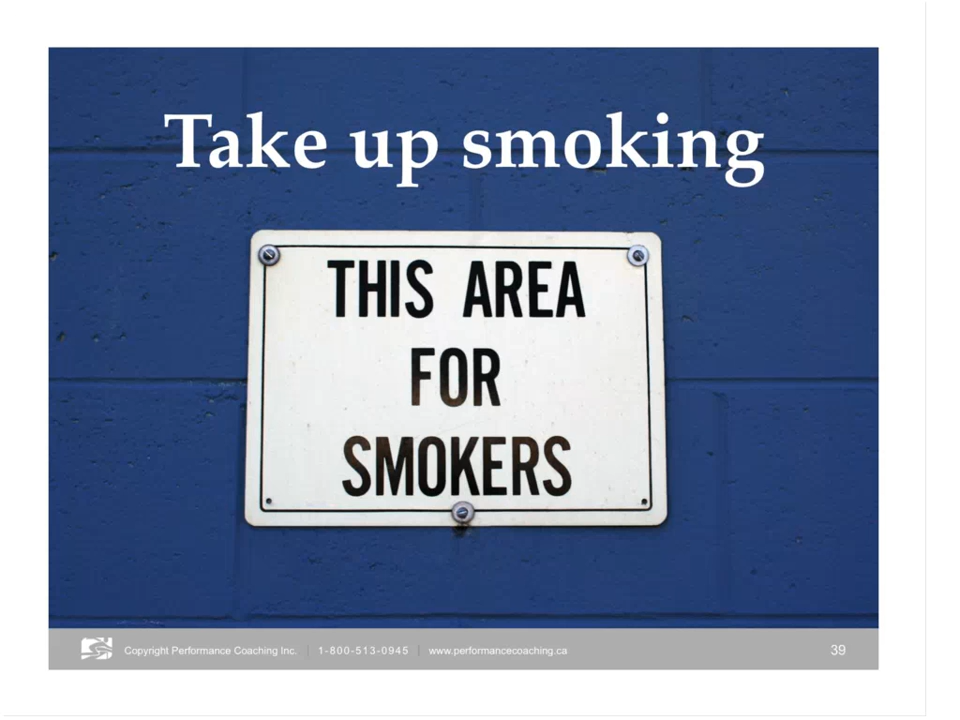 Take up smoking
THIS AREA
FOR
SMOKERS
Copyright Performance Coaching Inc. | 1-800-513-0945 | www.performancecoaching.ca
39